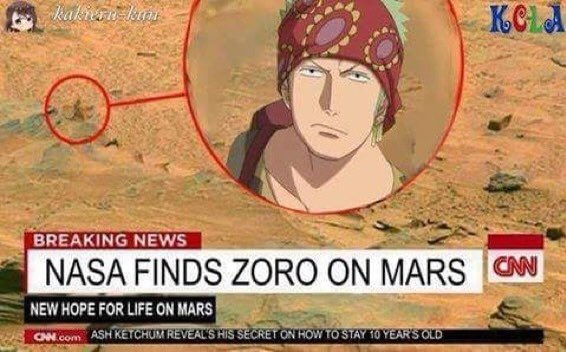 kakieru-kun
KCLA
BREAKING NEWS
NASA FINDS ZORO ON MARS
CNN
NEW HOPE FOR LIFE ON MARS
CNN.com ASH KETCHUM REVEAL'S HIS SECRET ON HOW TO STAY 10 YEAR'S OLD